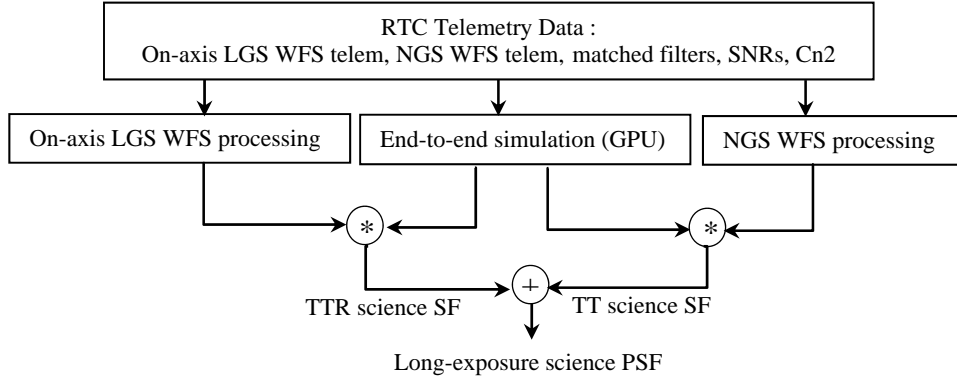 RTC Telemetry Data :
On-axis LGS WFS telem, NGS WFS telem, matched filters, SNRs, Cn2
On-axis LGS WFS processing
End-to-end simulation (GPU)
NGS WFS processing
*
*
+
TTR science SF
TT science SF
Long-exposure science PSF